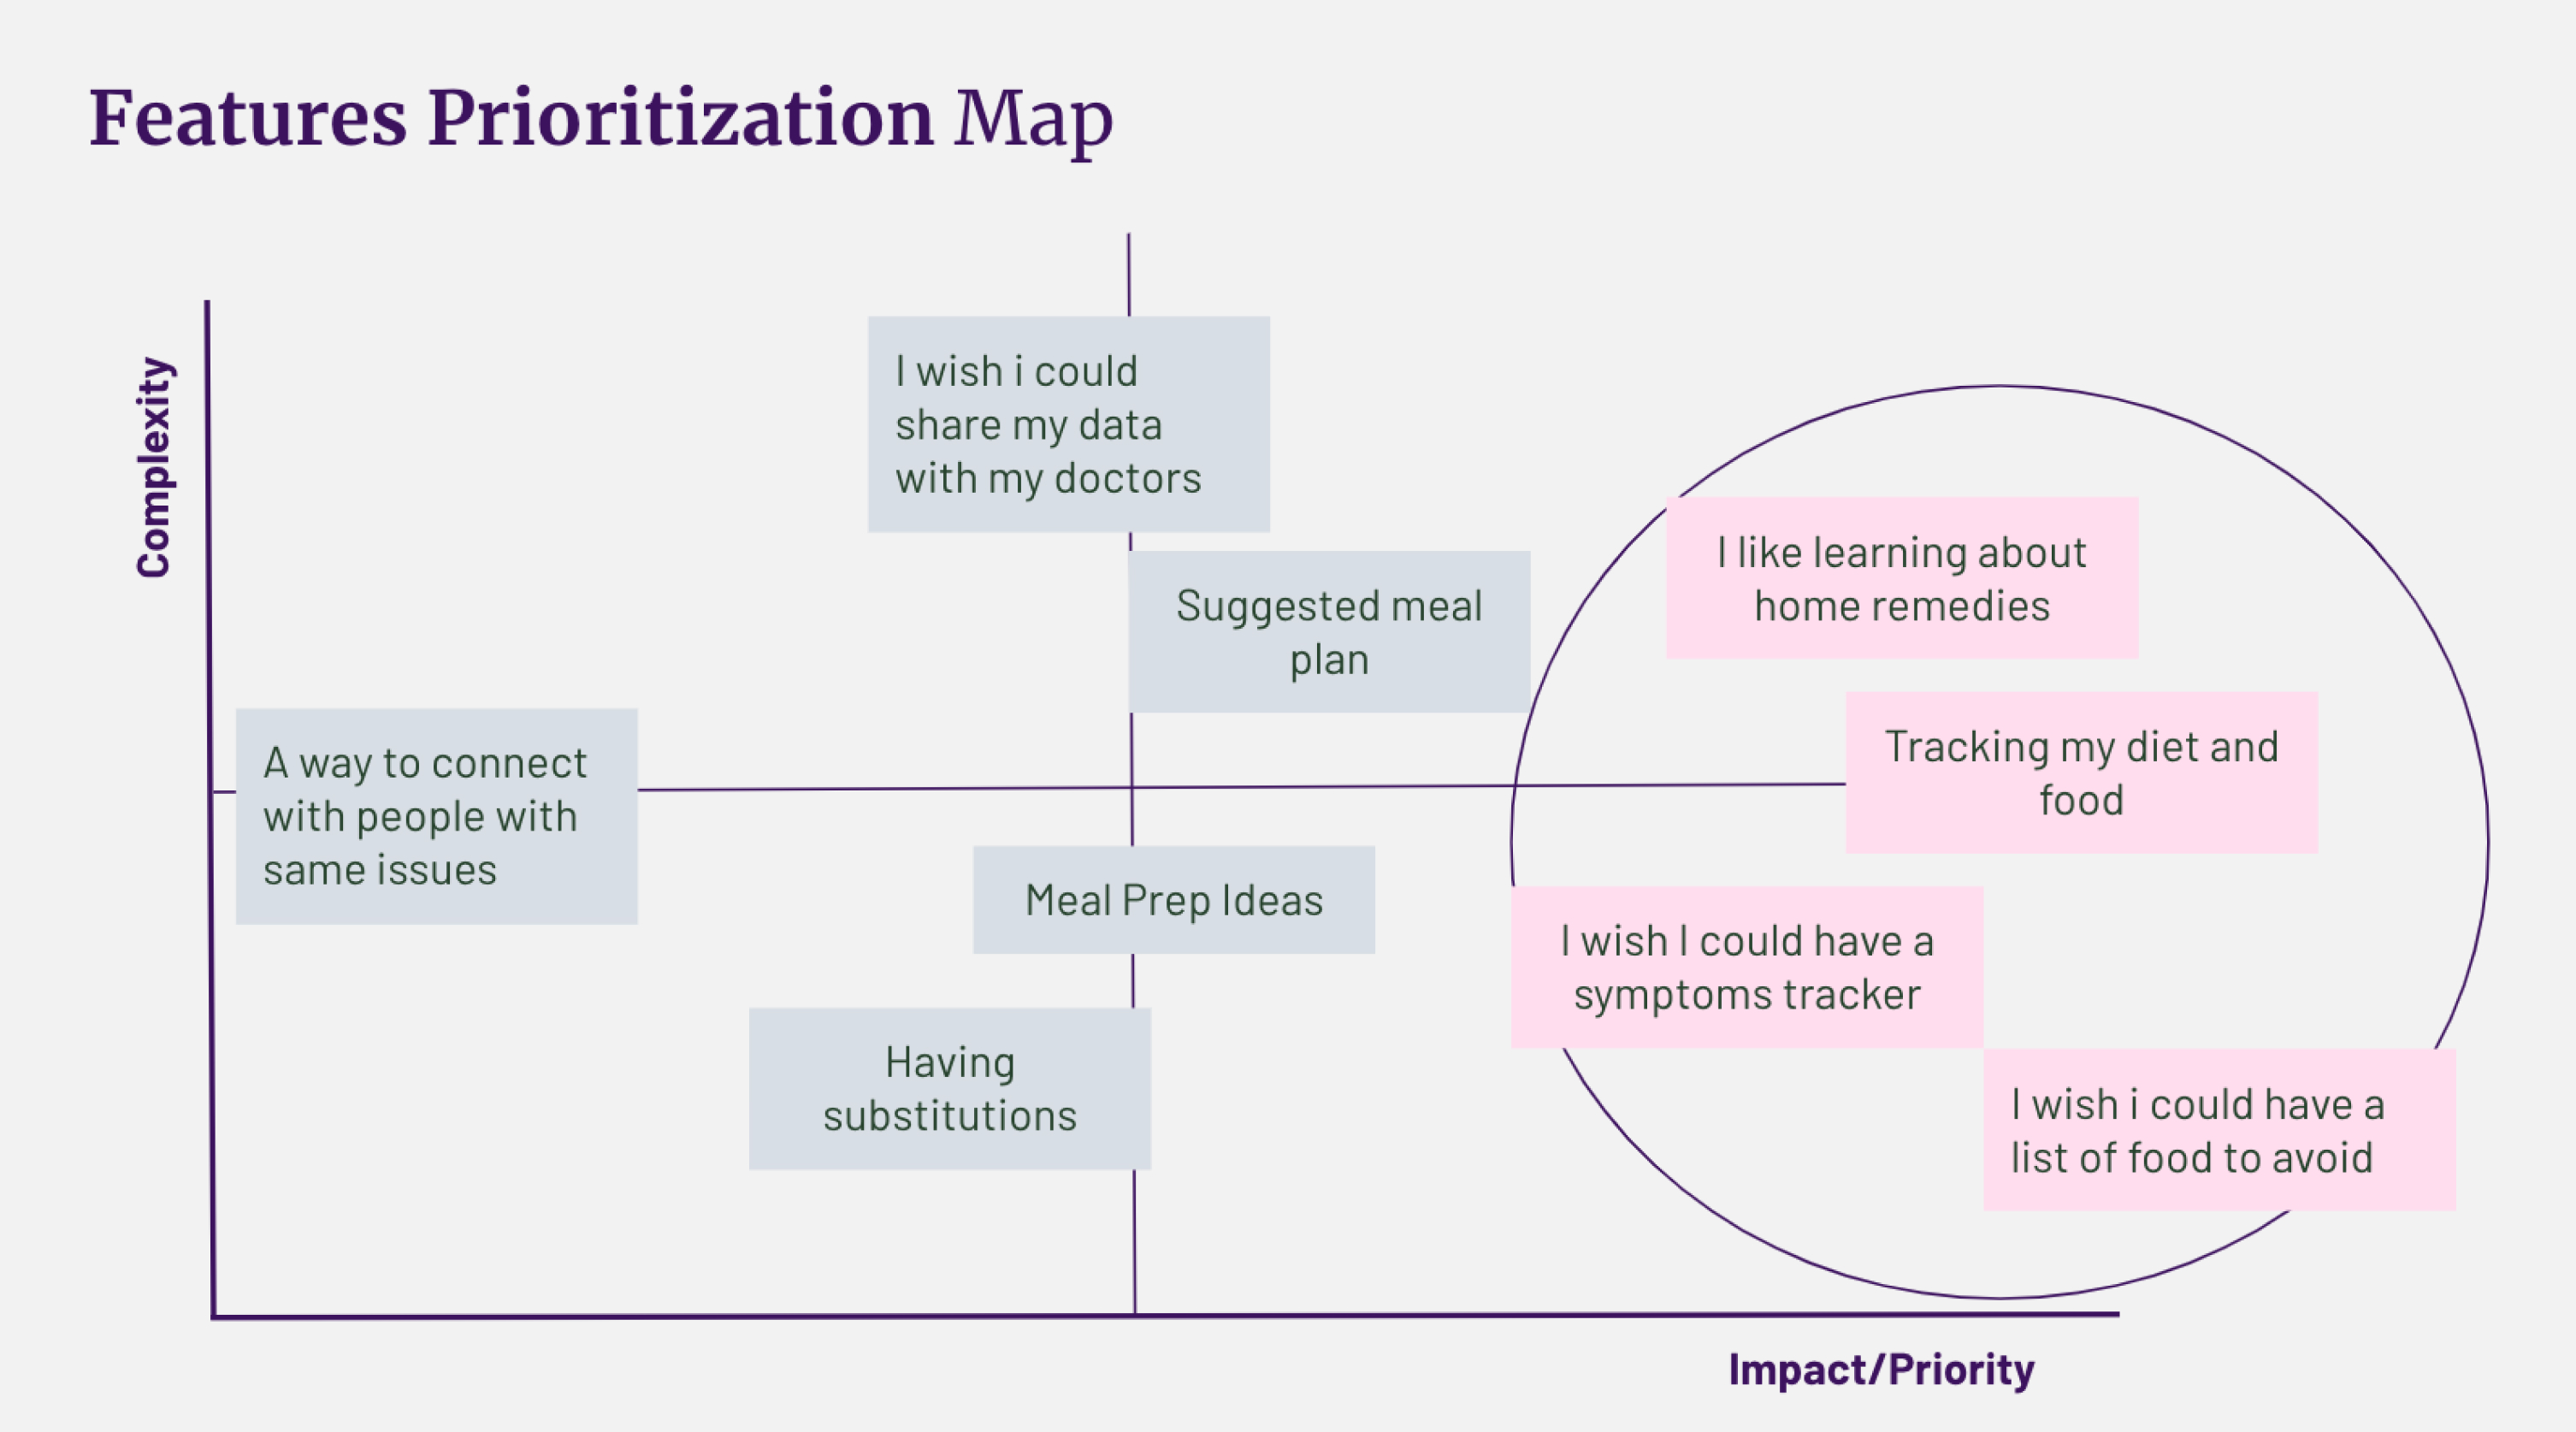 Features Prioritization Map
Complexity
I wish i could
share my data
with my doctors
Suggested meal
plan
I like learning about
home remedies
Tracking my diet and
food
A way to connect
with people with
same issues
Meal Prep Ideas
I wish I could have a
symptoms tracker
Having
substitutions
I wish i could have a
list of food to avoid
Impact/Priority